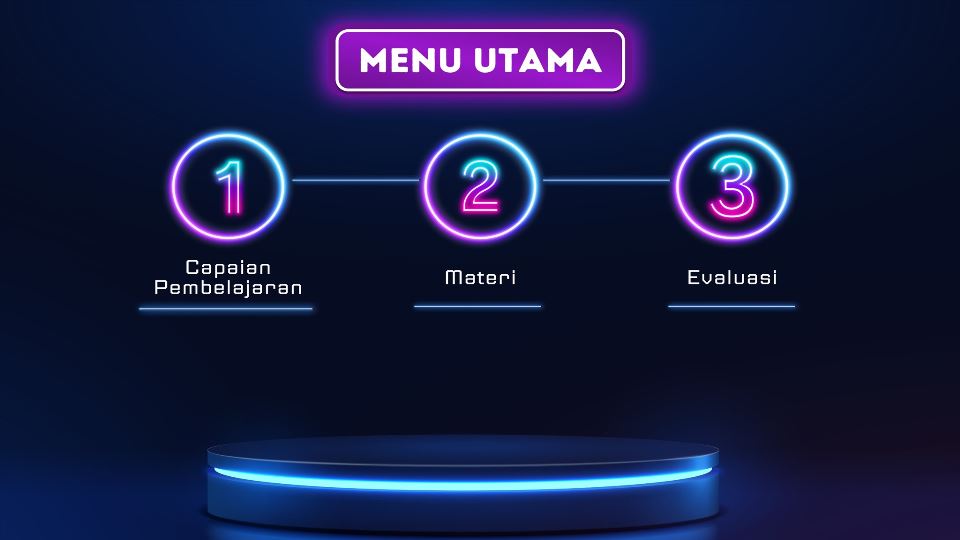 MENU UTAMA
1
2
3
Capaian
Pembelajaran
Materi
Evaluasi